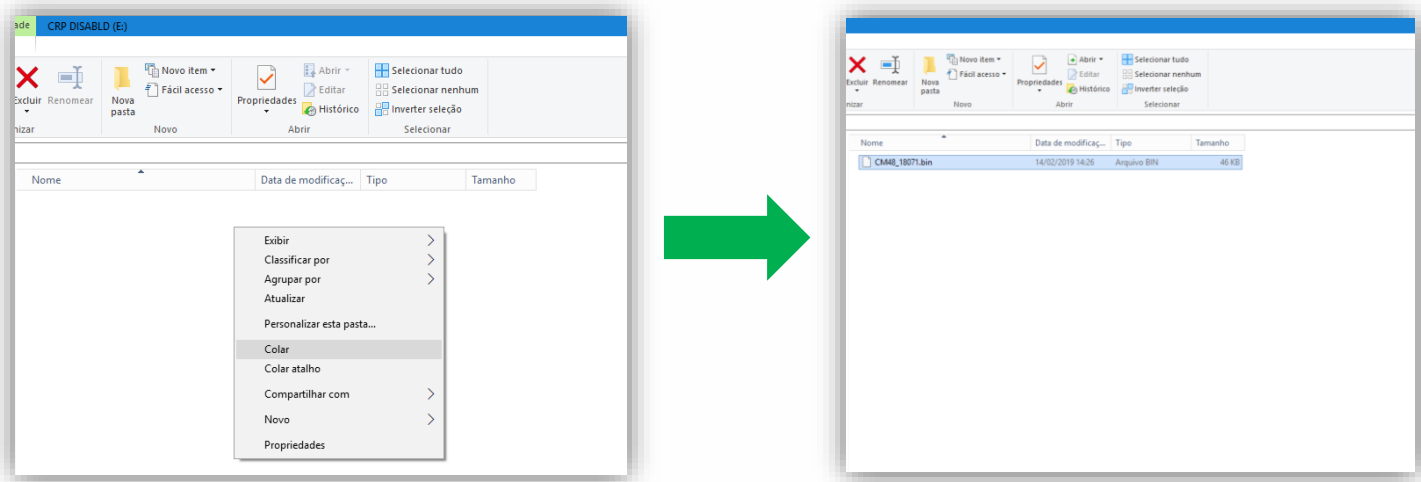 ade CRP DISABLD (E:)
Novo item
Fácil acesso
Abrir
Editar
Histórico
Selecionar tudo
Selecionar nenhum
Inverter seleção
Excluir Renomear
Nova pasta
Propriedades
nizar Novo Abrir Selecionar
Nome Data de modificaç... Tipo Tamanho
Exibir
Classificar por
Agrupar por
Atualizar
Personalizar esta pasta...
Colar
Colar atalho
Compartilhar com
Novo
Propriedades
Novo item
Fácil acesso
Abrir
Editar
Histórico
Selecionar tudo
Selecionar nenhum
Inverter seleção
Excluir Renomear
Nova pasta
Propriedades
nizar Novo Abrir Selecionar
Nome Data de modificaç... Tipo Tamanho
CM48_18071.bin 14/02/2019 14:26 Arquivo BIN 46 KB